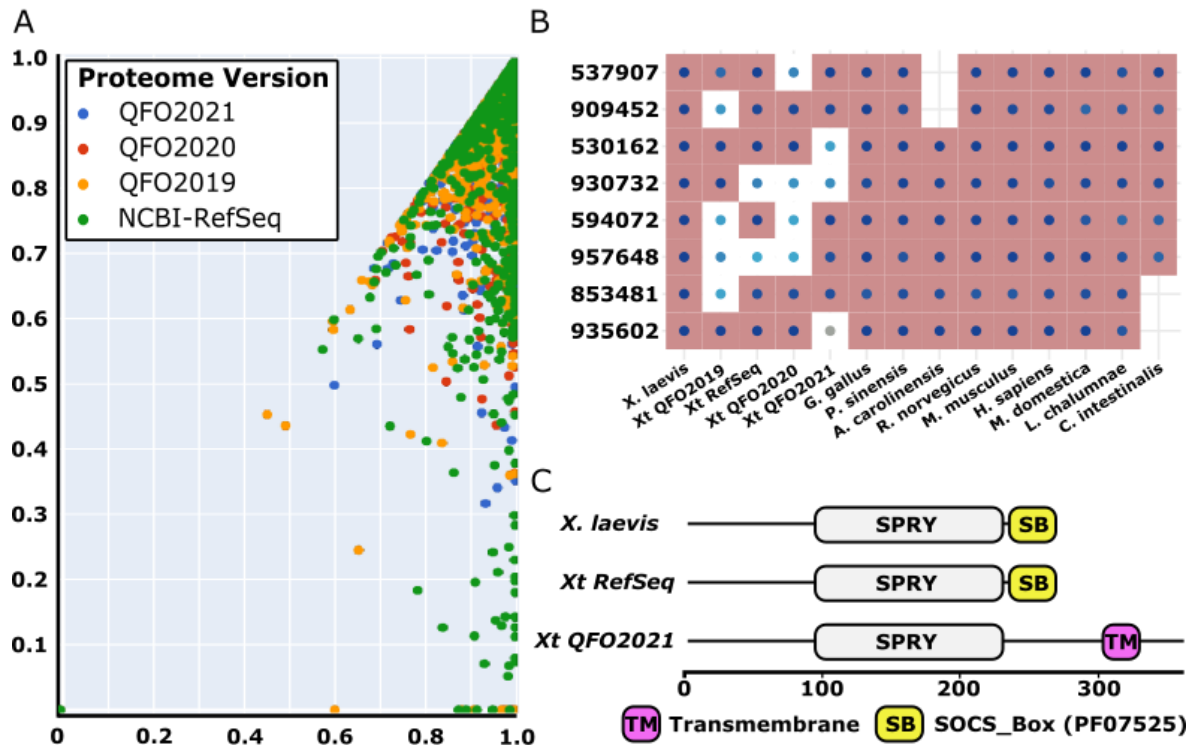 A
1.0
0.9
0.8
0.7
0.6
0.5
0.4
0.3
0.2
0.1
0
0.2
0.4
0.6
0.8
1.0
Proteome Version
QFO2021
QFO2020
QFO2019
NCBI-RefSeq
B
537907
909452
530162
930732
594072
957648
853481
935602
X. laevis
Xt QFO2019
Xt RefSeq
Xt QFO2020
Xt QFO2021
G. gallus
P. sinensis
A. carolinensis
R. norvegicus
M. musculus
H. sapiens
M. domestica
L. chalumnae
C. intestinalis
C
X. laevis SPRY SB
Xt RefSeq SPRY SB
Xt QFO2021 SPRY TM
0 100 200 300
TM Transmembrane SB SOCS_Box (PF07525)